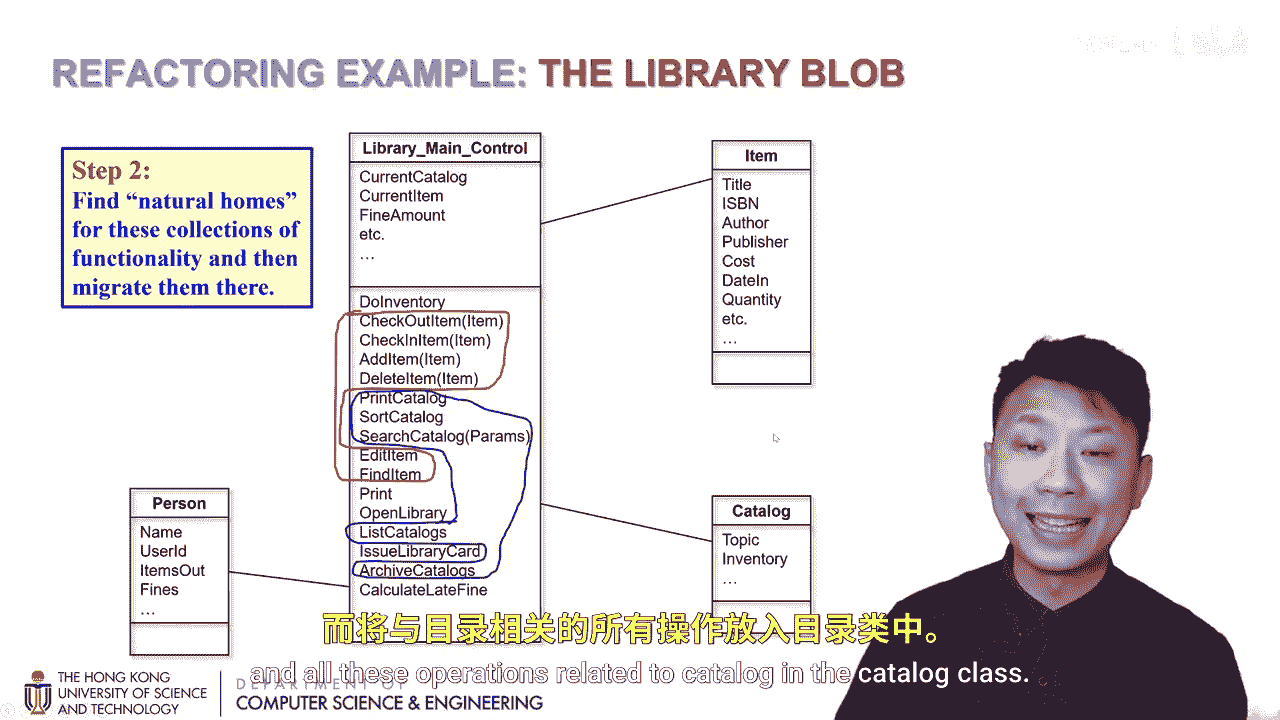 REFACTORING EXAMPLE: THE LIBRARY BLOB
Step 2:
Find “natural homes”
for these collections of
functionality and then
migrate them there.
Library_Main_Control
CurrentCatalog
CurrentItem
FineAmount
etc.
…
DoInventory
CheckOutItem(Item)
CheckInItem(Item)
AddItem(Item)
DeleteItem(Item)
PrintCatalog
SortCatalog
SearchCatalog(Params)
EditItem
FindItem
Print
OpenLibrary
ListCatalogs
IssueLibraryCard
ArchiveCatalogs
CalculateLateFine
Item
Title
ISBN
Author
Publisher
Cost
DateIn
Quantity
etc.
…
Person
Name
UserId
ItemsOut
Fines
…
Catalog
Topic
Inventory
…
而将与目录相关的所有操作放入目录类中。
and all these operations related to catalog in the catalog class.
THE HONG KONG
UNIVERSITY OF SCIENCE
AND TECHNOLOGY
DEPARTMENT OF
COMPUTER SCIENCE & ENGINEERING